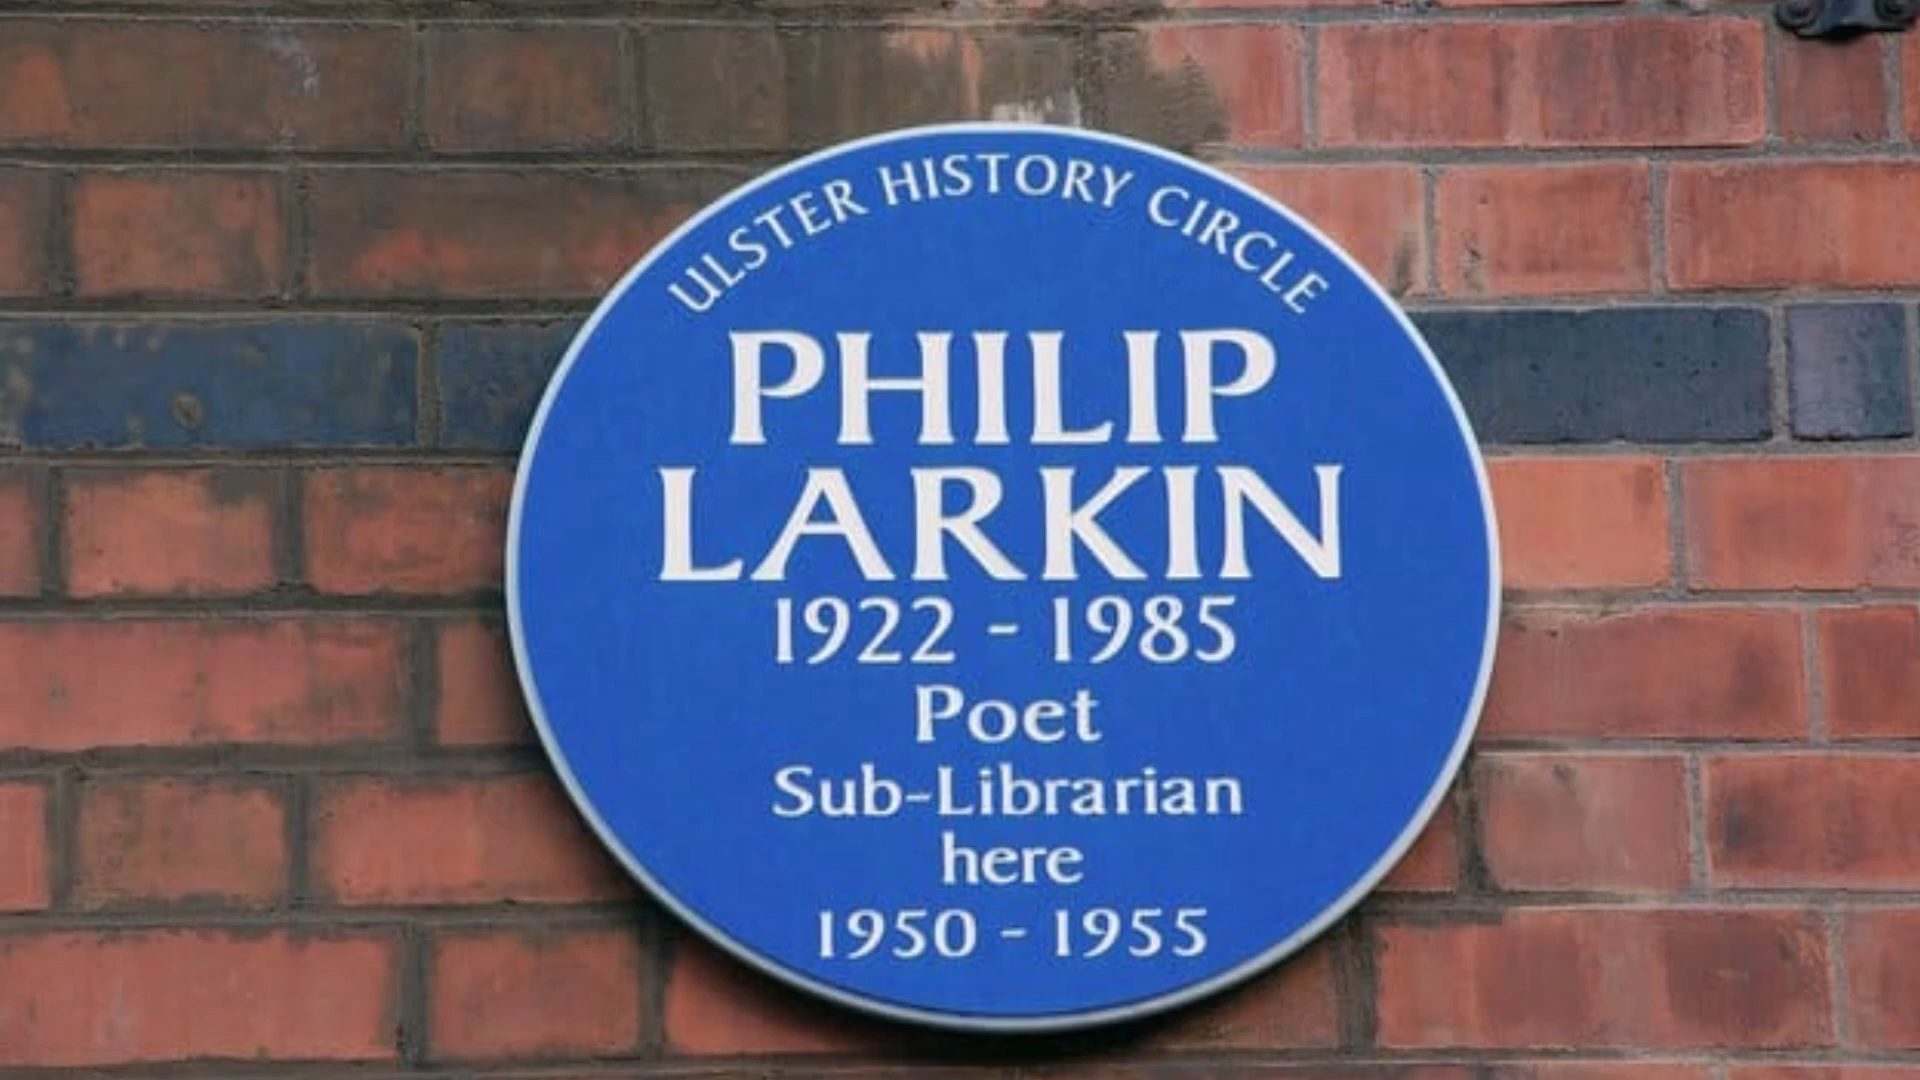 ULSTER HISTORY CIRCLE
PHILIP
LARKIN
1922 - 1985
Poet
Sub-Librarian
here
1950 - 1955